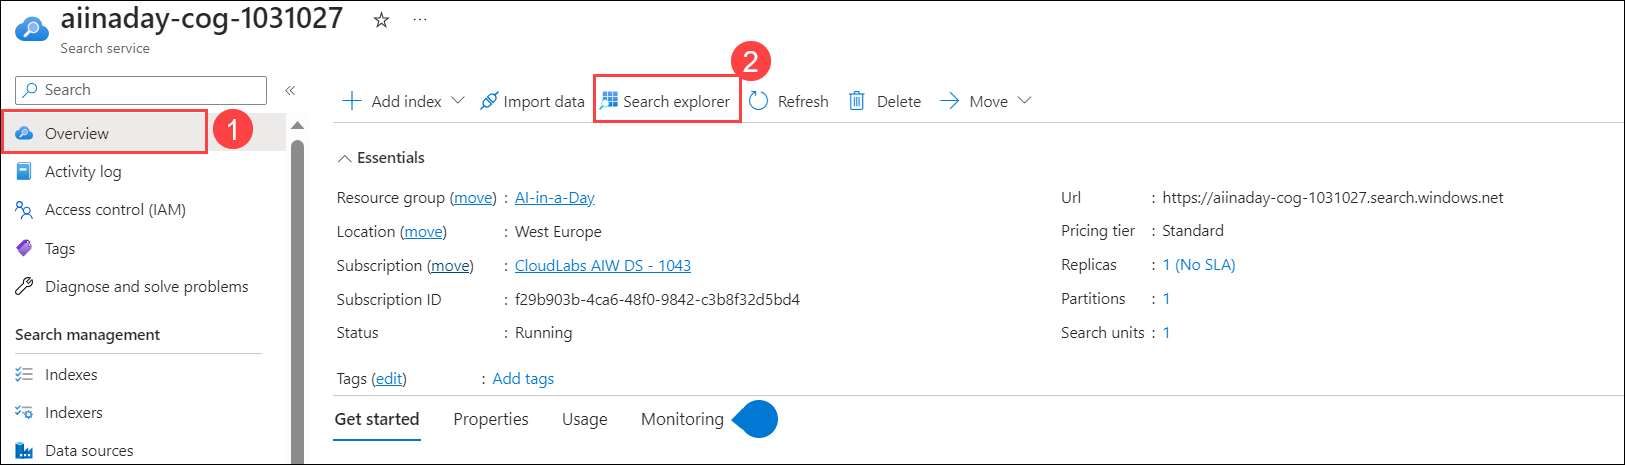 aiinaday-cog-1031027
Search service
Search
Overview
1
Activity log
Access control (IAM)
Tags
Diagnose and solve problems
Search management
Indexes
Indexers
Data sources
2
Add index Import data Search explorer Refresh Delete Move
Essentials
Resource group (move) : AI-in-a-Day
Location (move) : West Europe
Subscription (move) : CloudLabs AIW DS - 1043
Subscription ID : f29b903b-4ca6-48f0-9842-c3b8f32d5bd4
Status : Running
Url : https://aiinaday-cog-1031027.search.windows.net
Pricing tier : Standard
Replicas : 1 (No SLA)
Partitions : 1
Search units : 1
Tags (edit) : Add tags
Get started Properties Usage Monitoring